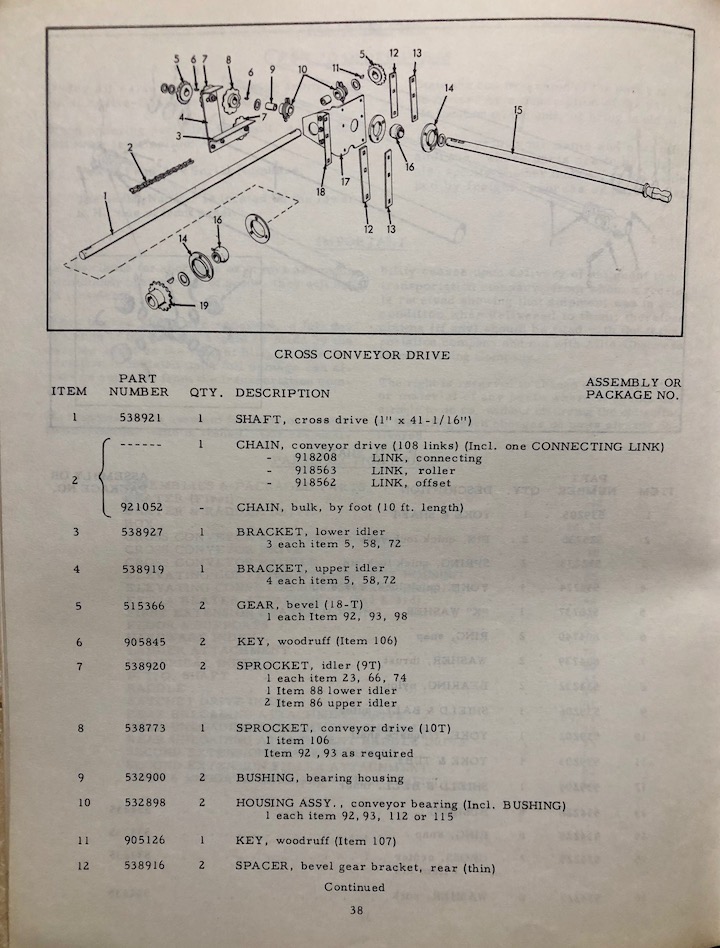 5 6 7 8 6 9 10 11 5 12 13
14
15
4
3
7
2
1
18
17
16
12 13
16
14
19
CROSS CONVEYOR DRIVE
ITEM PART NUMBER QTY. DESCRIPTION ASSEMBLY OR PACKAGE NO.
1 538921 1 SHAFT, cross drive (1" x 41-1/16")
2 ------ 1 CHAIN, conveyor drive (108 links) (Incl. one CONNECTING LINK)
- 918208 LINK, connecting
- 918563 LINK, roller
- 918562 LINK, offset
921052 - CHAIN, bulk, by foot (10 ft. length)
3 538927 1 BRACKET, lower idler
3 each item 5, 58, 72
4 538919 1 BRACKET, upper idler
4 each item 5, 58,72
5 515366 2 GEAR, bevel (18-T)
1 each Item 92, 93, 98
6 905845 2 KEY, woodruff (Item 106)
7 538920 2 SPROCKET, idler (9T)
1 each item 23, 66, 74
1 Item 88 lower idler
2 Item 86 upper idler
8 538773 1 SPROCKET, conveyor drive (10T)
1 item 106
Item 92 ,93 as required
9 532900 2 BUSHING, bearing housing
10 532898 2 HOUSING ASSY., conveyor bearing (Incl. BUSHING)
1 each item 92,93, 112 or 115
11 905126 1 KEY, woodruff (Item 107)
12 538916 2 SPACER, bevel gear bracket, rear (thin)
Continued
38